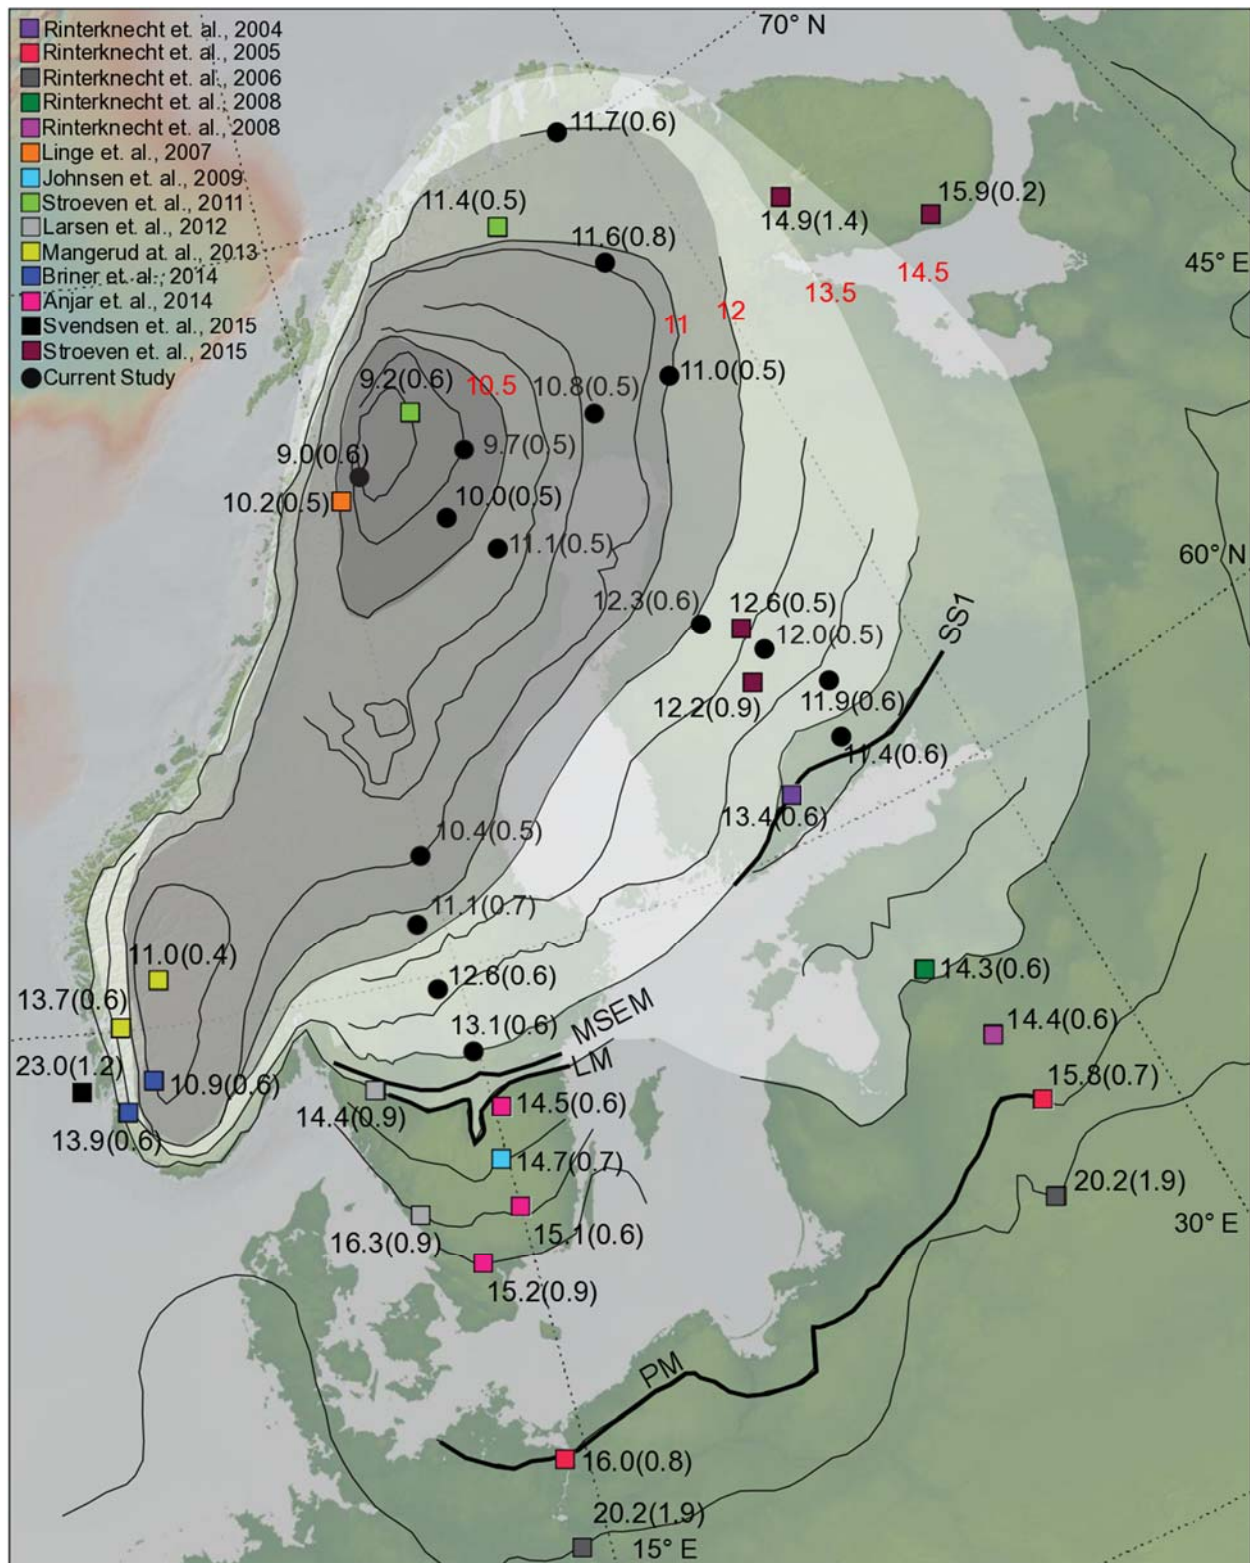 Rinterknecht et. al., 2004
Rinterknecht et. al., 2005
Rinterknecht et. al., 2006
Rinterknecht et. al., 2008
Rinterknecht et. al., 2008
Linge et. al., 2007
Johnsen et. al., 2009
Stroeven et. al., 2011
Larsen et. al., 2012
Mangerud at. al., 2013
Briner et. al., 2014
Anjar et. al., 2014
Svendsen et. al., 2015
Stroeven et. al., 2015
Current Study
70° N
11.7(0.6)
11.4(0.5)
14.9(1.4)
15.9(0.2)
11.6(0.8)
45° E
14.5
13.5
12
11
9.2(0.6)
10.5
10.8(0.5)
11.0(0.5)
9.0(0.6)
9.7(0.5)
10.2(0.5)
10.0(0.5)
11.1(0.5)
60° N
12.3(0.6)
12.6(0.5)
12.0(0.5)
SS1
12.2(0.9)
11.9(0.6)
11.4(0.6)
13.4(0.6)
10.4(0.5)
11.1(0.7)
11.0(0.4)
12.6(0.6)
14.3(0.6)
13.7(0.6)
MSEM
13.1(0.6)
14.4(0.6)
LM
23.0(1.2)
10.9(0.6)
15.8(0.7)
14.4(0.9)
14.5(0.6)
13.9(0.6)
14.7(0.7)
20.2(1.9)
30° E
16.3(0.9)
15.1(0.6)
15.2(0.9)
PM
16.0(0.8)
20.2(1.9)
15° E